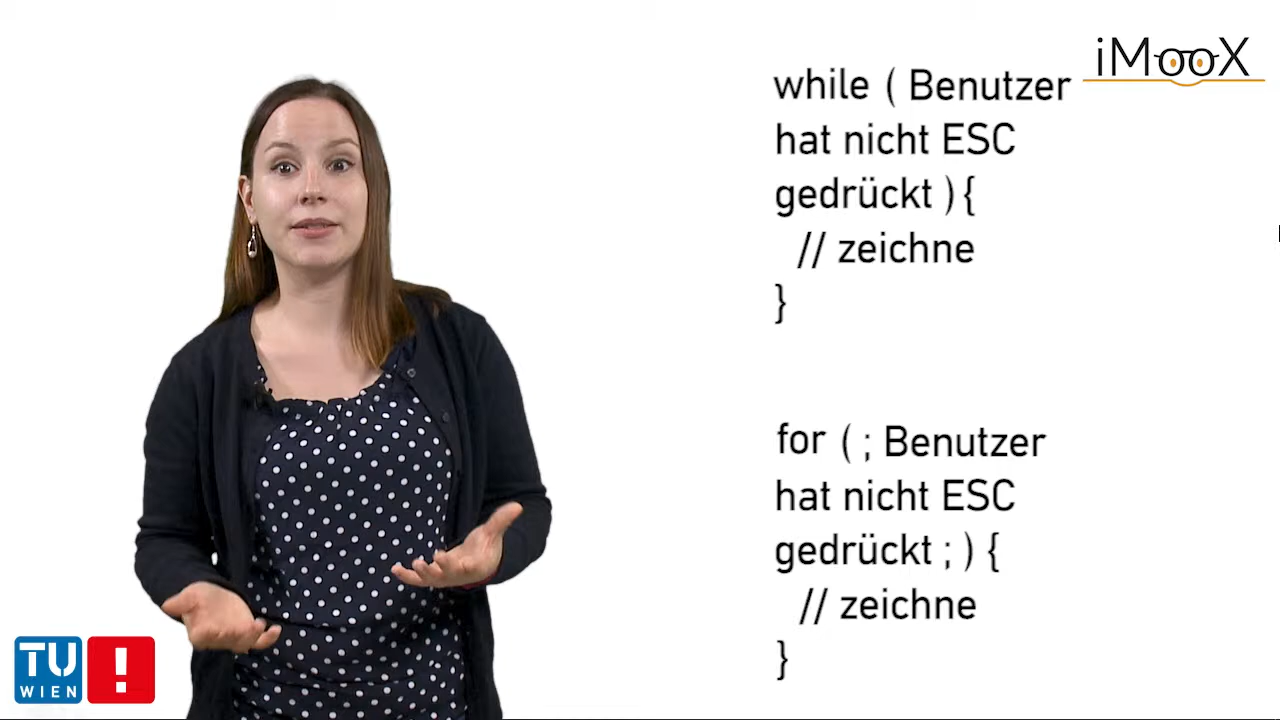 iMooX
while ( Benutzer
hat nicht ESC
gedrückt ) {
// zeichne
}
for ( ; Benutzer
hat nicht ESC
gedrückt ; ) {
// zeichne
}
TU
WIEN
!